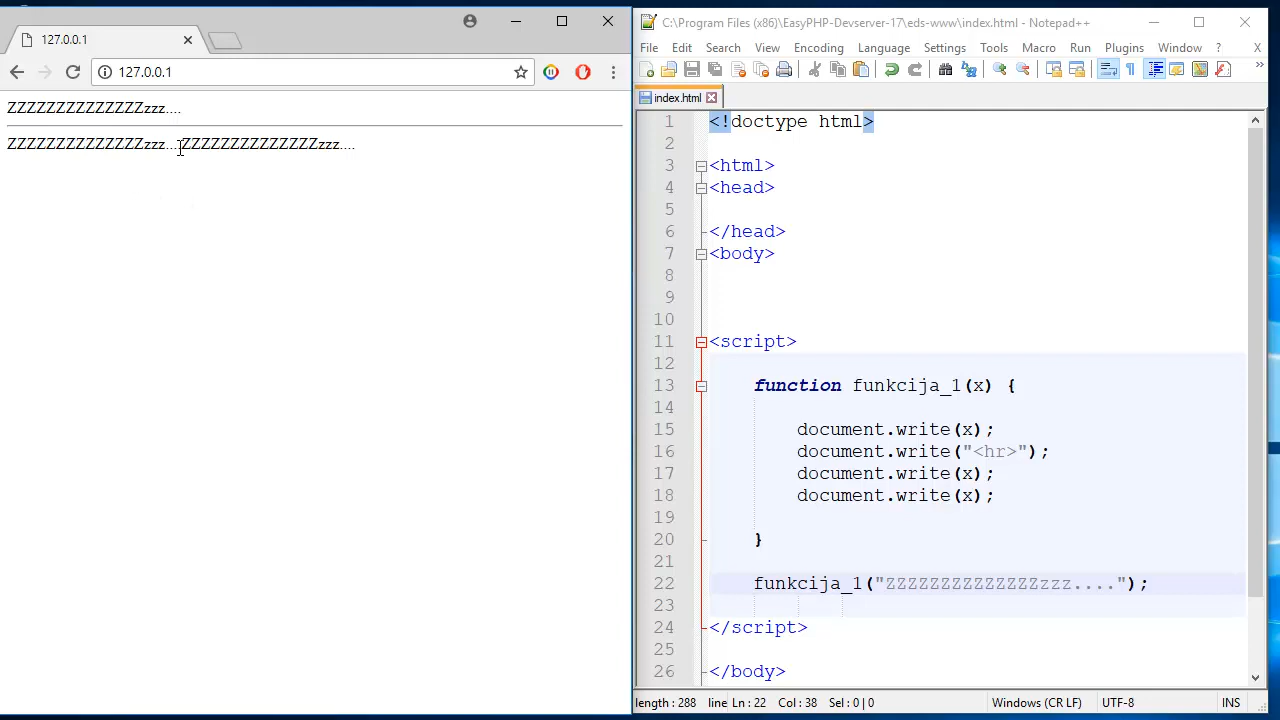 127.0.0.1
127.0.0.1
ZZZZZZZZZZZZZZzzz....
ZZZZZZZZZZZZZZzzz....ZZZZZZZZZZZZZZzzz....
C:\Program Files (x86)\EasyPHP-Devserver-17\eds-www\index.html - Notepad++
File Edit Search View Encoding Language Settings Tools Macro Run Plugins Window ? X
index.html
1 <!doctype html>
2
3 <html>
4 <head>
5
6 </head>
7 <body>
8
9
10
11 <script>
12
13 function funkcija_1(x) {
14
15 document.write(x);
16 document.write("<hr>");
17 document.write(x);
18 document.write(x);
19
20 }
21
22 funkcija_1("ZZZZZZZZZZZZZZzzz....");
23
24 </script>
25
26 </body>
length : 288 line Ln : 22 Col : 38 Sel : 0 | 0 Windows (CR LF) UTF-8 INS